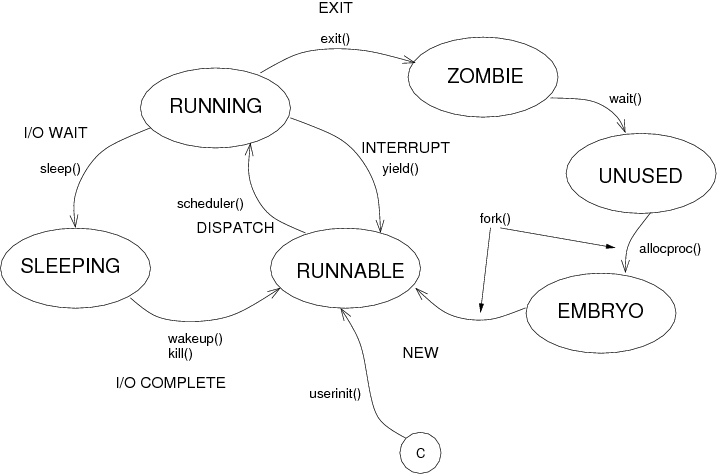 EXIT
exit()
ZOMBIE
RUNNING
wait()
I/O WAIT
INTERRUPT
sleep()
yield()
UNUSED
scheduler()
DISPATCH
fork()
allocproc()
SLEEPING
RUNNABLE
EMBRYO
wakeup()
kill()
NEW
I/O COMPLETE
userinit()
C